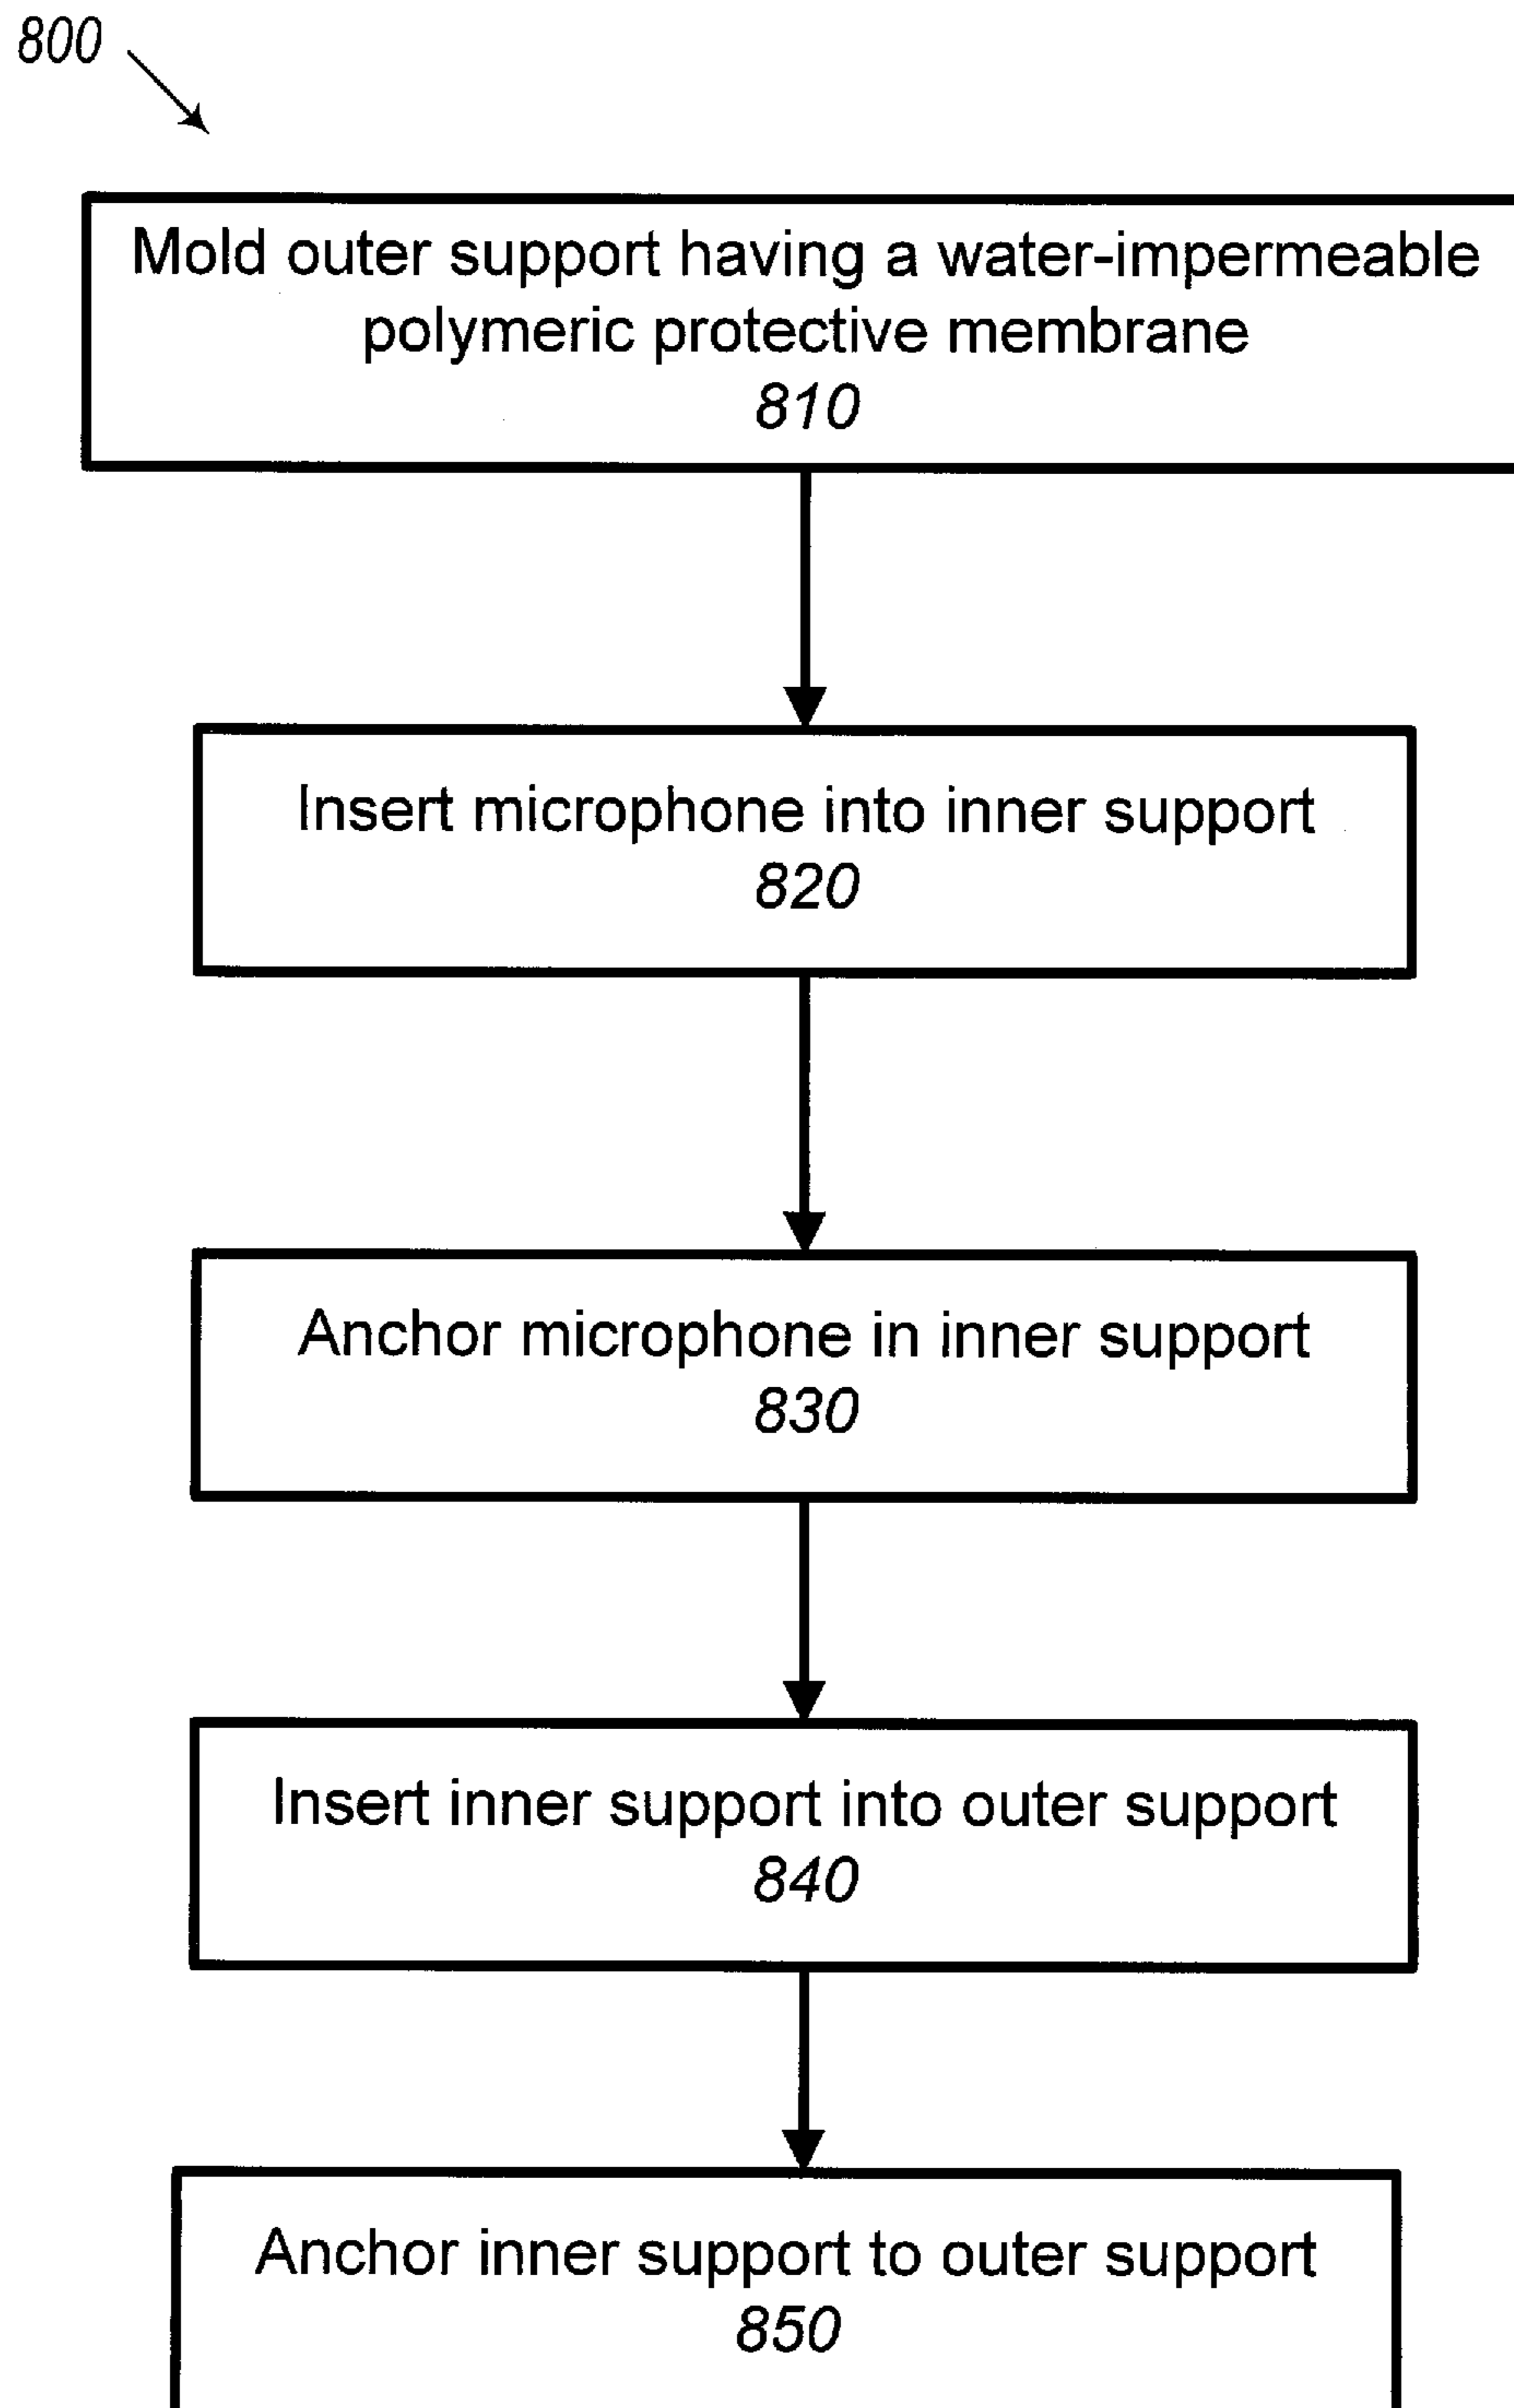 800
Mold outer support having a water-impermeable
polymeric protective membrane
810
Insert microphone into inner support
820
Anchor microphone in inner support
830
Insert inner support into outer support
840
Anchor inner support to outer support
850